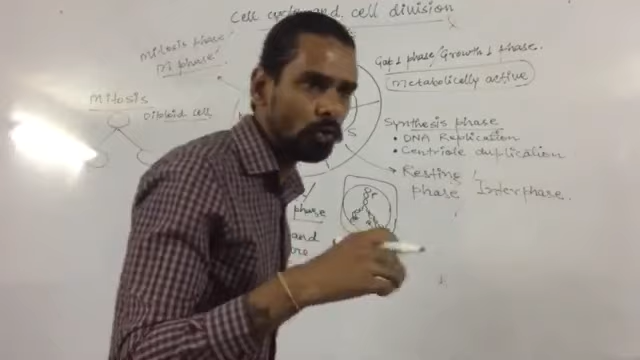 Cell cycle and cell division
Mitosis phase/
M phase/
Gap 1 phase/Growth 1 phase.
Metabolically active
Mitosis
Diploid cell
Synthesis phase
S
• DNA Replication
• Centriole duplication
Resting /
phase Interphase.
phase
and